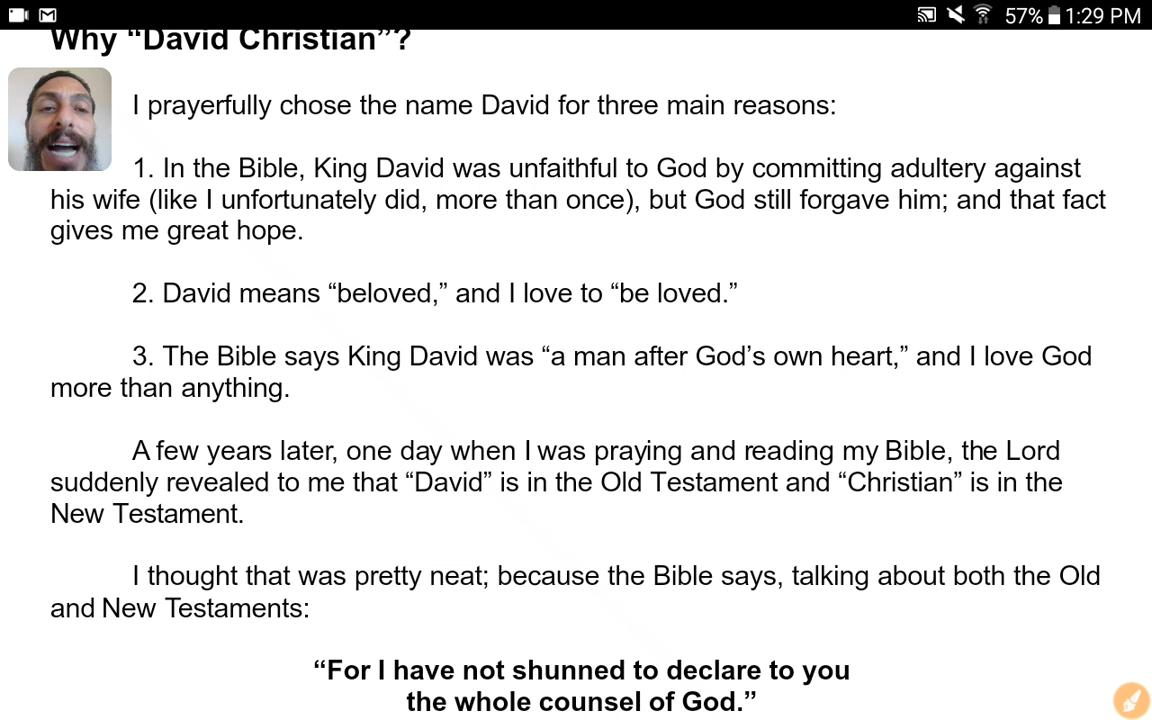 57% 1:29 PM
Why “David Christian”?
I prayerfully chose the name David for three main reasons:
1. In the Bible, King David was unfaithful to God by committing adultery against
his wife (like I unfortunately did, more than once), but God still forgave him; and that fact
gives me great hope.
2. David means “beloved,” and I love to “be loved.”
3. The Bible says King David was “a man after God’s own heart,” and I love God
more than anything.
A few years later, one day when I was praying and reading my Bible, the Lord
suddenly revealed to me that “David” is in the Old Testament and “Christian” is in the
New Testament.
I thought that was pretty neat; because the Bible says, talking about both the Old
and New Testaments:
“For I have not shunned to declare to you
the whole counsel of God.”